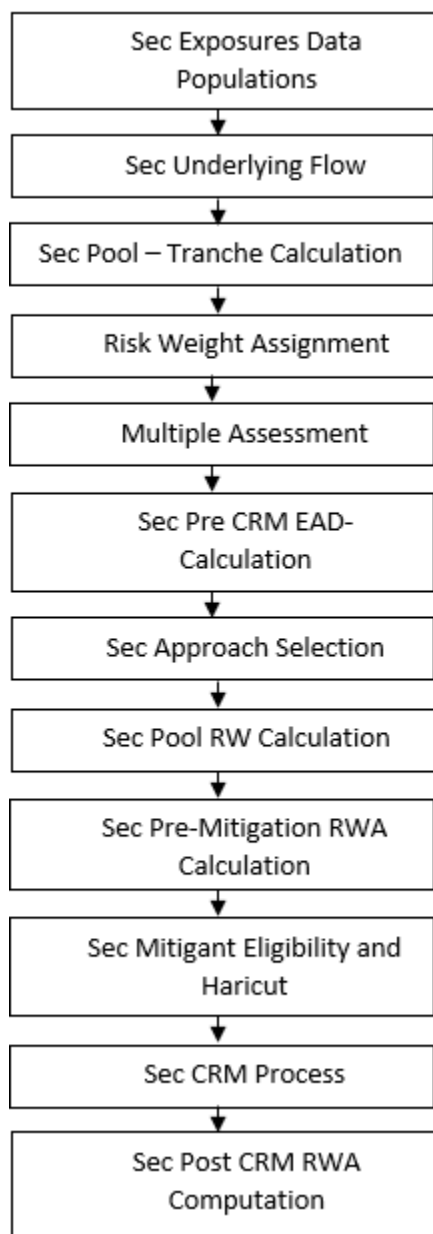 Sec Exposures Data
Populations
Sec Underlying Flow
Sec Pool – Tranche Calculation
Risk Weight Assignment
Multiple Assessment
Sec Pre CRM EAD-
Calculation
Sec Approach Selection
Sec Pool RW Calculation
Sec Pre-Mitigation RWA
Calculation
Sec Mitigant Eligibility and
Haricut
Sec CRM Process
Sec Post CRM RWA
Computation